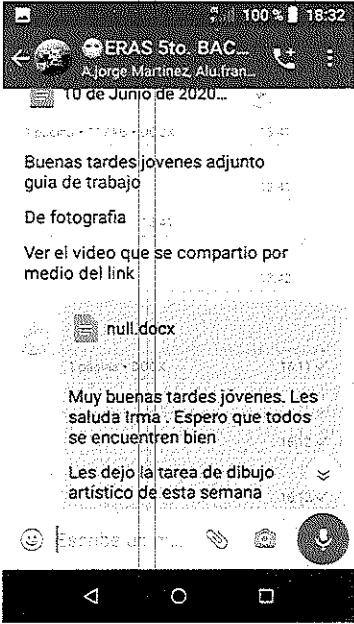 100 % 18:32
ERAS 5to. BAC...
A.jorge Martinez, Alu.fran...
10 de Junio de 2020...
Buenas tardes jovenes adjunto
guia de trabajo
De fotografia
Ver el video que se compartio por
medio del link
null.docx
Muy buenas tardes jóvenes. Les
saluda Irma . Espero que todos
se encuentren bien
Les dejo la tarea de dibujo
artístico de esta semana